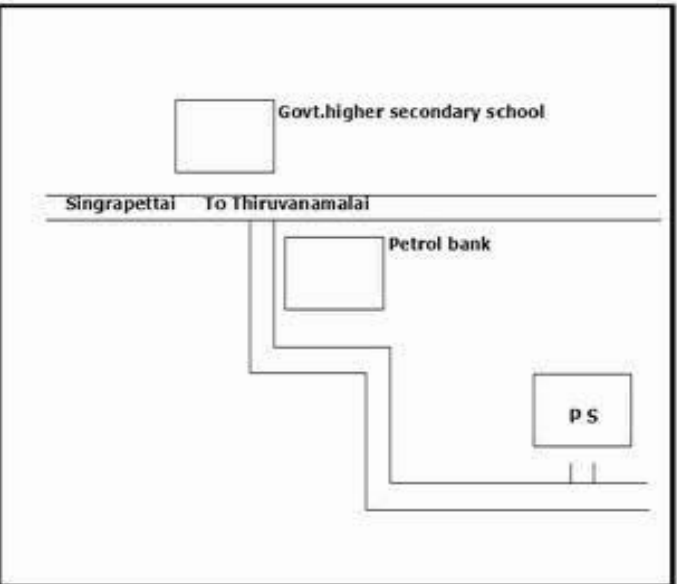 Govt.higher secondary school
Singrapettai To Thiruvanamalai
Petrol bank
P S